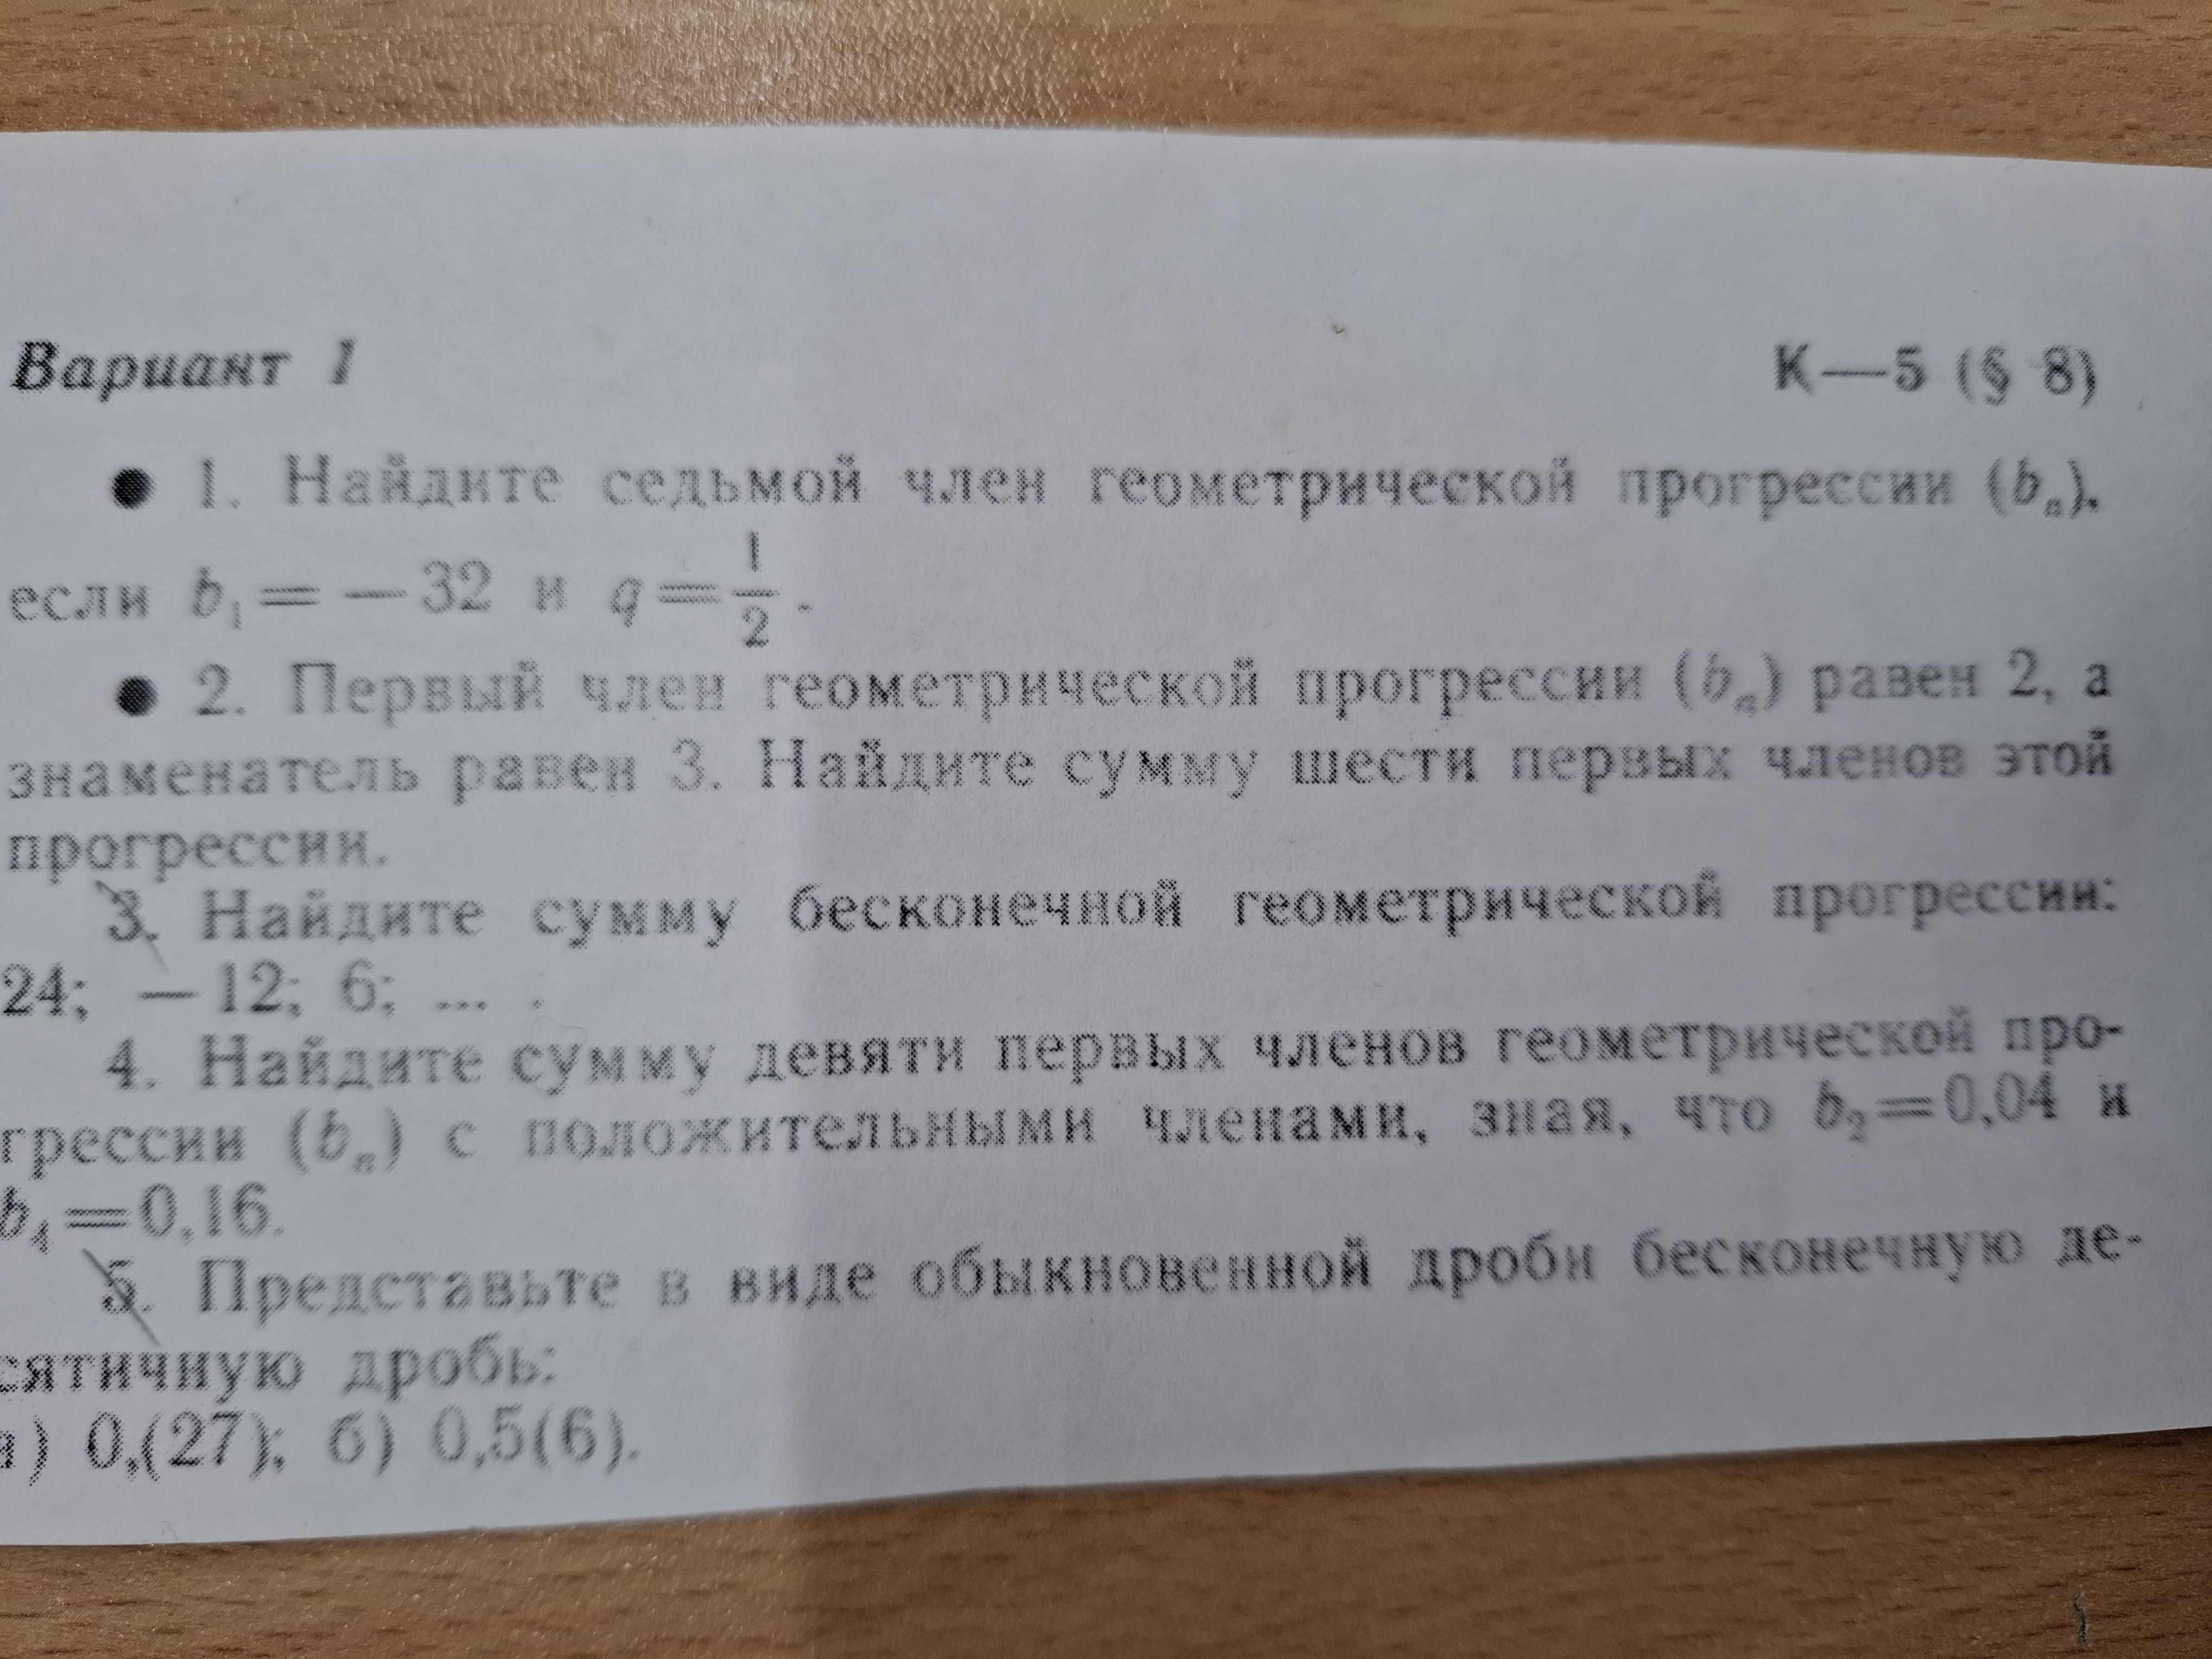 Вариант 1 К—5 (§ 8)
● 1. Найдите седьмой член геометрической прогрессии (bₙ),
если b₁ = —32 и q = 1/2.
● 2. Первый член геометрической прогрессии (bₙ) равен 2, а
знаменатель равен 3. Найдите сумму шести первых членов этой
прогрессии.
3. Найдите сумму бесконечной геометрической прогрессии:
24; —12; 6; ... .
4. Найдите сумму девяти первых членов геометрической про-
грессии (bₙ) с положительными членами, зная, что b₂=0,04 и
b₄=0,16.
5. Представьте в виде обыкновенной дроби бесконечную де-
сятичную дробь:
а) 0,(27); б) 0,5(6).